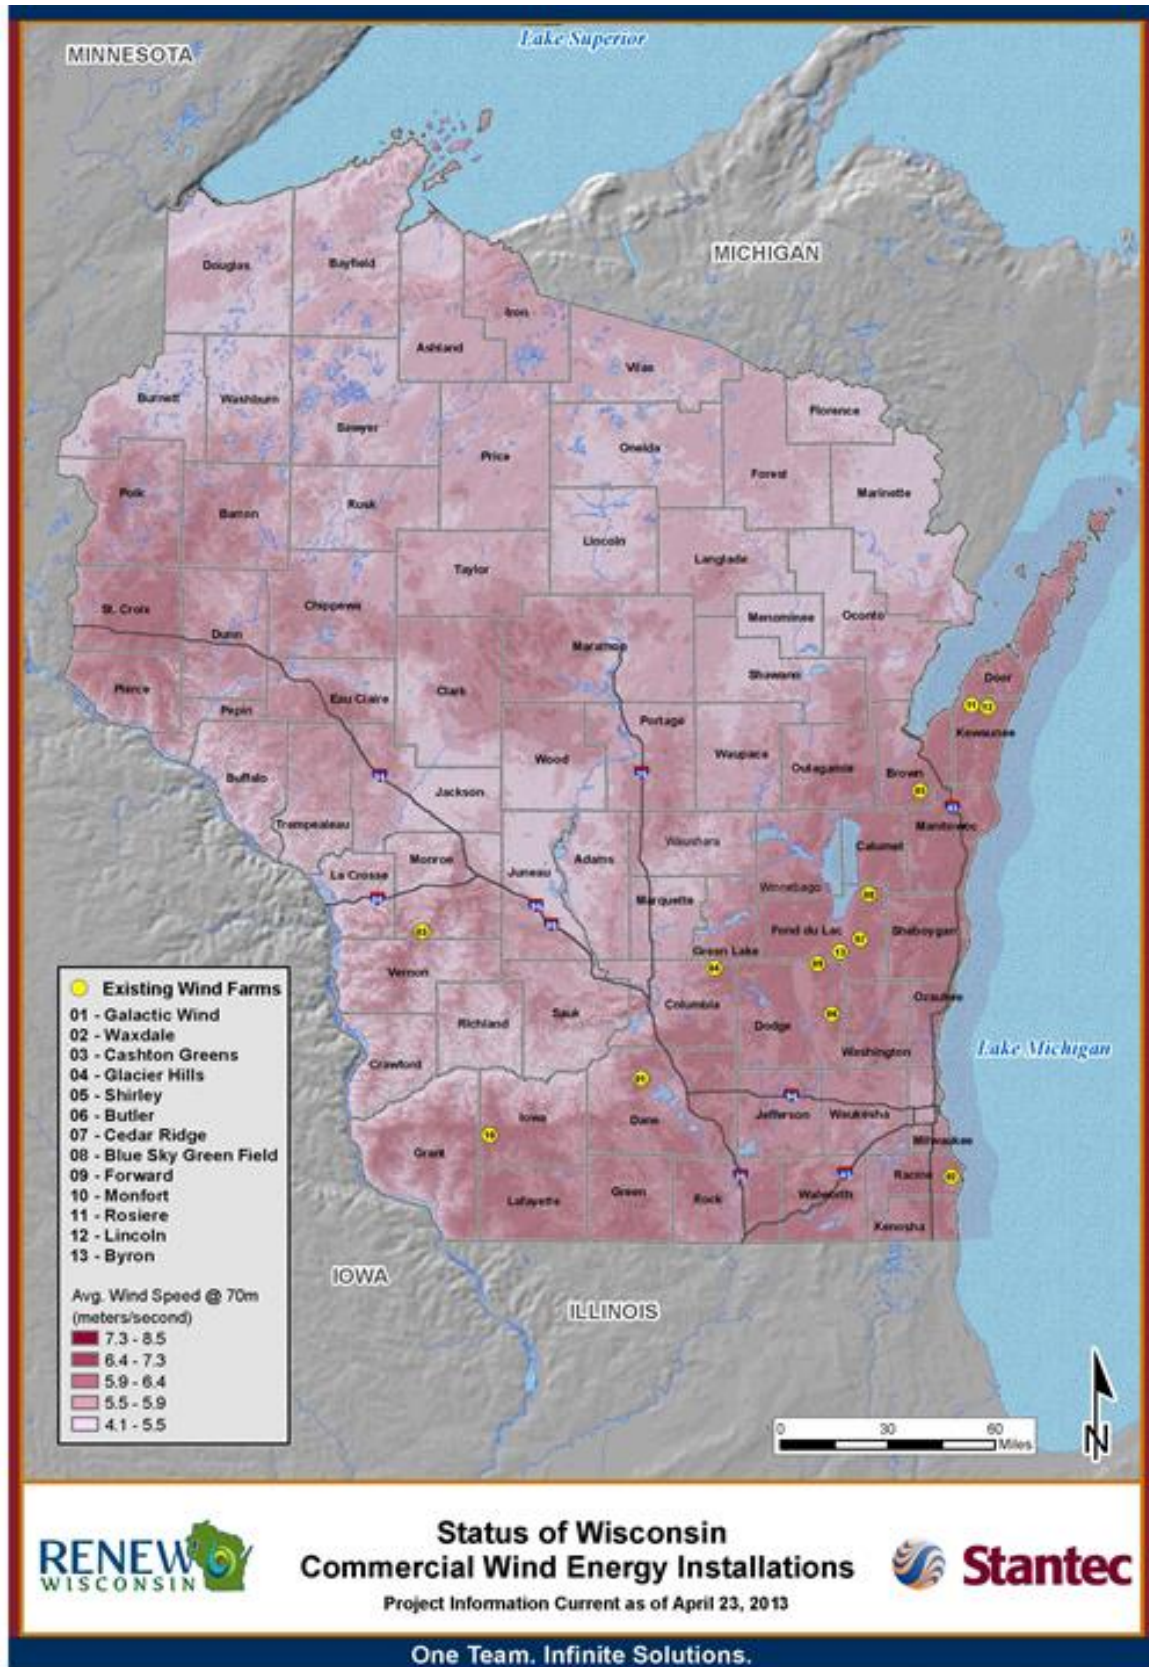 Lake Superior
MINNESOTA
MICHIGAN
Douglas
Bayfield
Iron
Ashland
Vilas
Burnett
Washburn
Sawyer
Florence
Price
Oneida
Forest
Marinette
Polk
Barron
Rusk
Lincoln
Langlade
Taylor
St. Croix
Chippewa
Menominee
Oconto
Dunn
Marathon
Shawano
Door
Pierce
Eau Claire
Clark
Pepin
Portage
Kewaunee
Wood
Waupaca
Outagamie
Brown
Buffalo
Jackson
Trempealeau
Manitowoc
Waushara
Calumet
Monroe
La Crosse
Juneau
Adams
Winnebago
Marquette
Fond du Lac
Sheboygan
Green Lake
Vernon
Columbia
Ozaukee
Richland
Sauk
Dodge
Washington
Lake Michigan
Crawford
Iowa
Dane
Jefferson
Waukesha
Milwaukee
Grant
Racine
Lafayette
Green
Rock
Walworth
Kenosha
IOWA
ILLINOIS
Existing Wind Farms
01 - Galactic Wind
02 - Waxdale
03 - Cashton Greens
04 - Glacier Hills
05 - Shirley
06 - Butler
07 - Cedar Ridge
08 - Blue Sky Green Field
09 - Forward
10 - Monfort
11 - Rosiere
12 - Lincoln
13 - Byron
Avg. Wind Speed @ 70m
(meters/second)
7.3 - 8.5
6.4 - 7.3
5.9 - 6.4
5.5 - 5.9
4.1 - 5.5
0 30 60
Miles
N
RENEW
WISCONSIN
Status of Wisconsin
Commercial Wind Energy Installations
Project Information Current as of April 23, 2013
Stantec
One Team. Infinite Solutions.